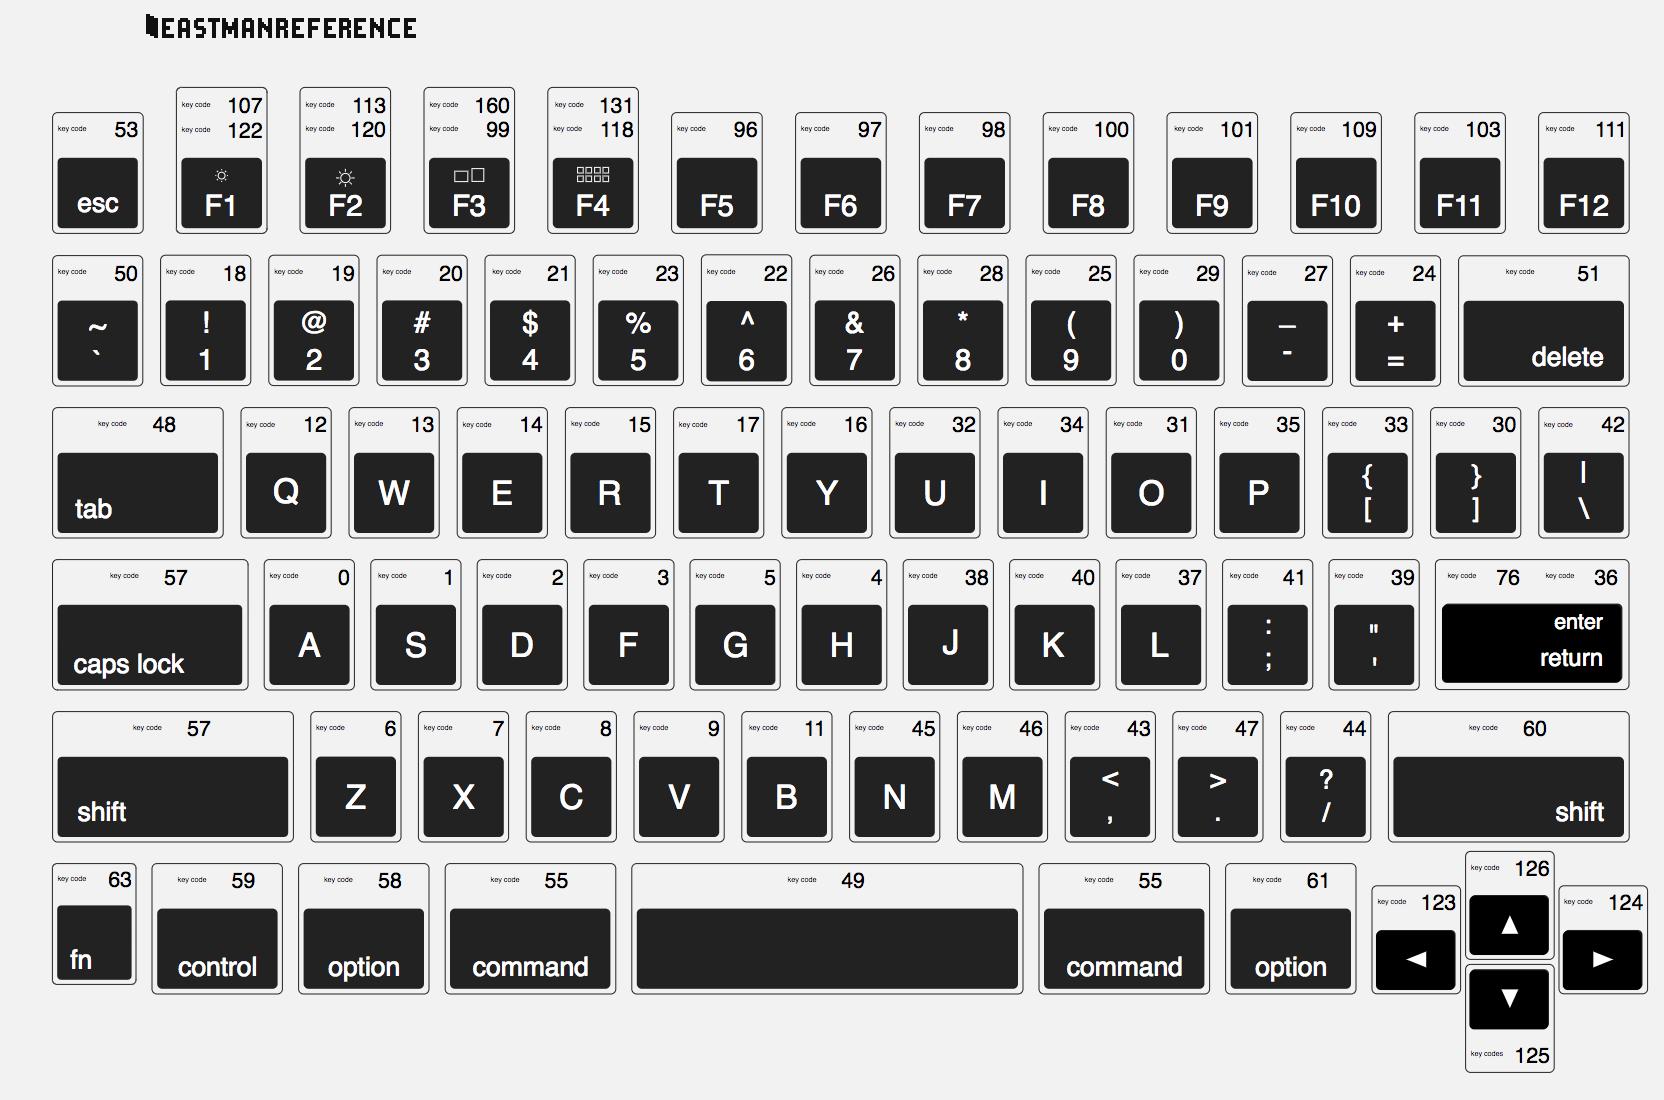 EASTMANREFERENCE
key code 107 key code 113 key code 160 key code 131
key code 53 key code 122 key code 120 key code 99 key code 118 key code 96 key code 97 key code 98 key code 100 key code 101 key code 109 key code 103 key code 111
esc F1 F2 F3 F4 F5 F6 F7 F8 F9 F10 F11 F12
key code 50 key code 18 key code 19 key code 20 key code 21 key code 23 key code 22 key code 26 key code 28 key code 25 key code 29 key code 27 key code 24 key code 51
~ ! @ # $ % ^ & * ( ) _ +
` 1 2 3 4 5 6 7 8 9 0 - = delete
key code 48 key code 12 key code 13 key code 14 key code 15 key code 17 key code 16 key code 32 key code 34 key code 31 key code 35 key code 33 key code 30 key code 42
{ } |
tab Q W E R T Y U I O P [ ] \
key code 57 key code 0 key code 1 key code 2 key code 3 key code 5 key code 4 key code 38 key code 40 key code 37 key code 41 key code 39 key code 76 key code 36
: " enter
caps lock A S D F G H J K L ; ' return
key code 57 key code 6 key code 7 key code 8 key code 9 key code 11 key code 45 key code 46 key code 43 key code 47 key code 44 key code 60
< > ?
shift Z X C V B N M , . / shift
key code 126
key code 63 key code 59 key code 58 key code 55 key code 49 key code 55 key code 61 key code 123 key code 124
fn control option command command option
key codes 125